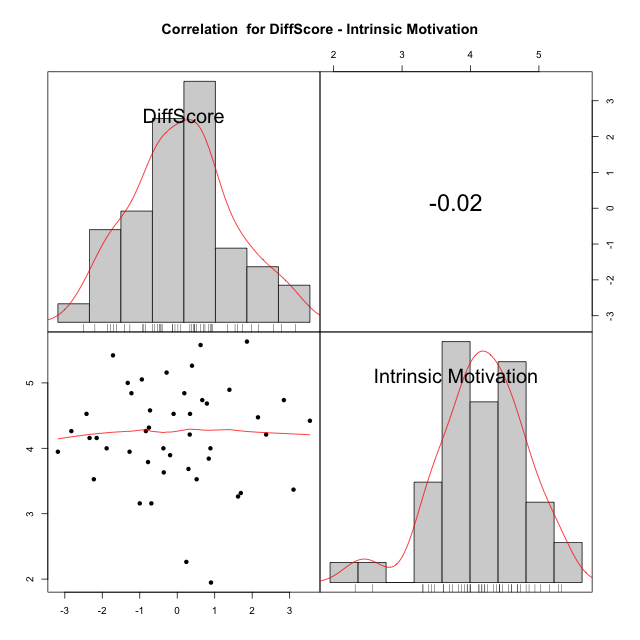 Correlation  for DiffScore - Intrinsic Motivation
2 3 4 5
DiffScore
-0.02
3
2
1
0
-1
-2
-3
5
4
3
2
Intrinsic Motivation
-3 -2 -1 0 1 2 3